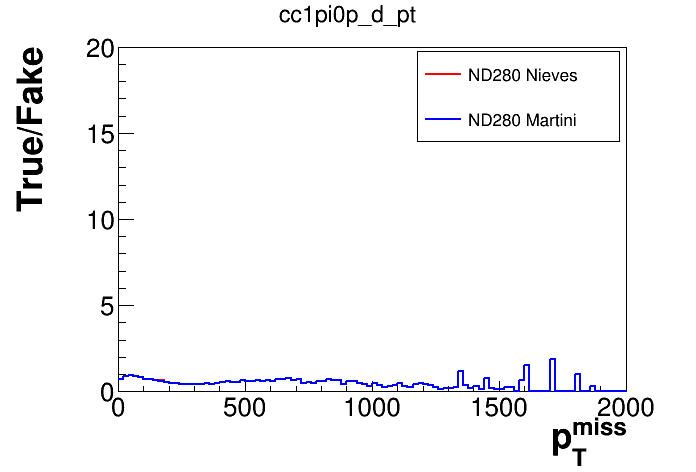 cc1pi0p_d_pt
True/Fake
20
15
10
5
0
ND280 Nieves
ND280 Martini
0 500 1000 1500 2000
p_T^miss